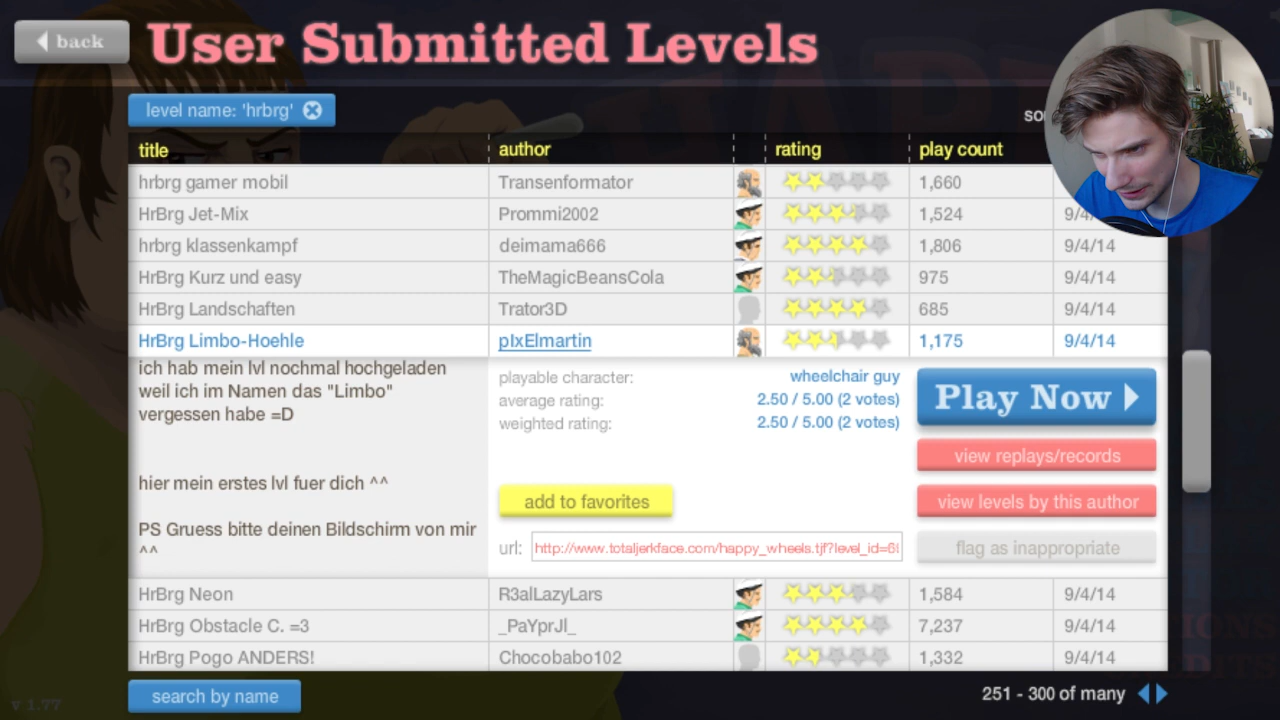 back
User Submitted Levels
level name: 'hrbrg'
title author rating play count
hrbrg gamer mobil Transenformator 1,660
HrBrg Jet-Mix Prommi2002 1,524 9/4/
hrbrg klassenkampf deimama666 1,806 9/4/14
HrBrg Kurz und easy TheMagicBeansCola 975 9/4/14
HrBrg Landschaften Trator3D 685 9/4/14
HrBrg Limbo-Hoehle pIxElmartin 1,175 9/4/14
ich hab mein lvl nochmal hochgeladen
weil ich im Namen das "Limbo"
vergessen habe =D
hier mein erstes lvl fuer dich ^^
PS Gruess bitte deinen Bildschirm von mir
^^
playable character: wheelchair guy
average rating: 2.50 / 5.00 (2 votes)
weighted rating: 2.50 / 5.00 (2 votes)
add to favorites
url: http://www.totaljerkface.com/happy_wheels.tjf?level_id=6
Play Now
view replays/records
view levels by this author
flag as inappropriate
HrBrg Neon R3alLazyLars 1,584 9/4/14
HrBrg Obstacle C. =3 _PaYprJl_ 7,237 9/4/14
HrBrg Pogo ANDERS! Chocobabo102 1,332 9/4/14
search by name
251 - 300 of many
v 1.77